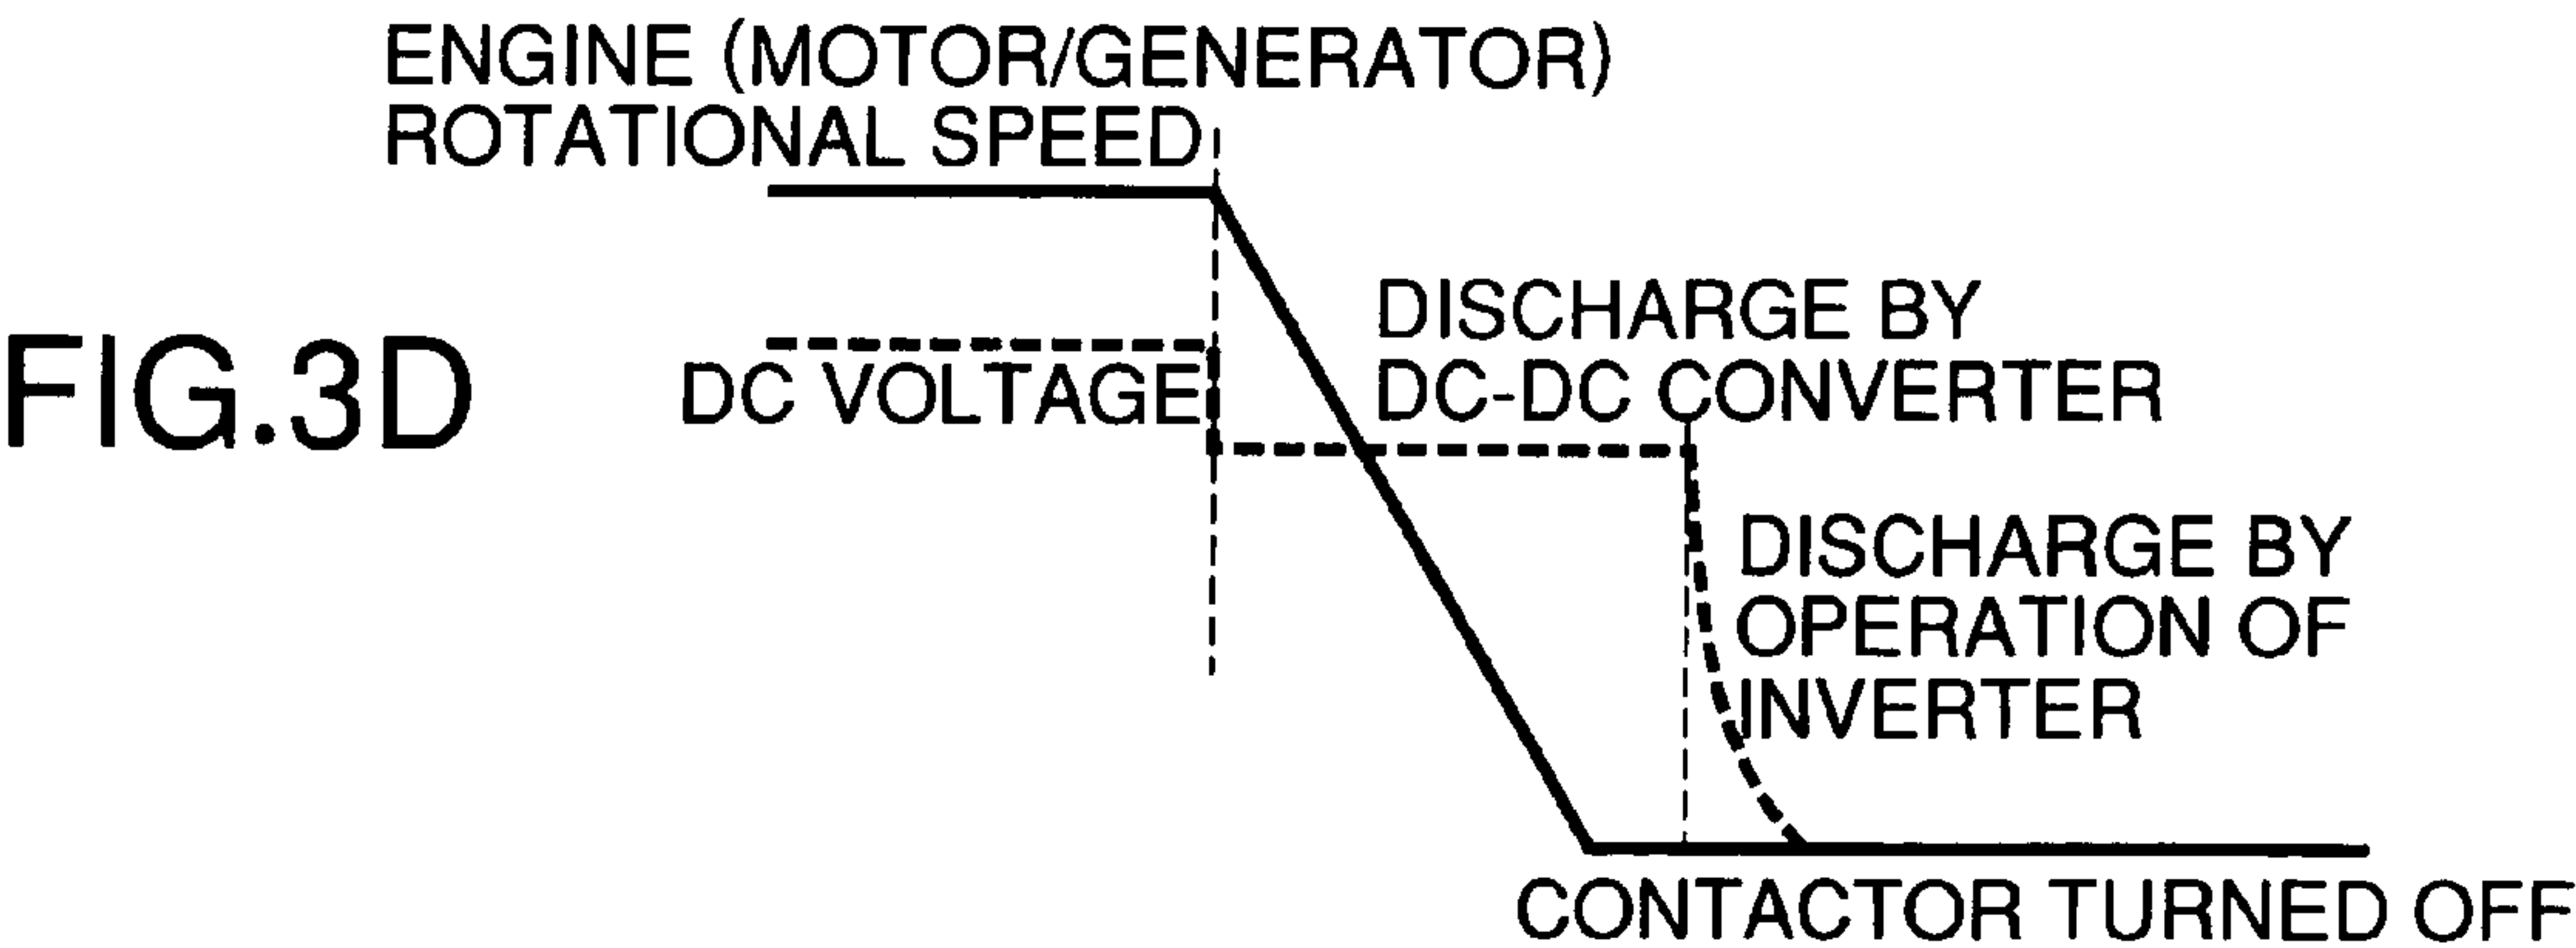 ENGINE (MOTOR/GENERATOR)
ROTATIONAL SPEED
FIG.3D
DC VOLTAGE
DISCHARGE BY
DC-DC CONVERTER
DISCHARGE BY
OPERATION OF
INVERTER
CONTACTOR TURNED OFF